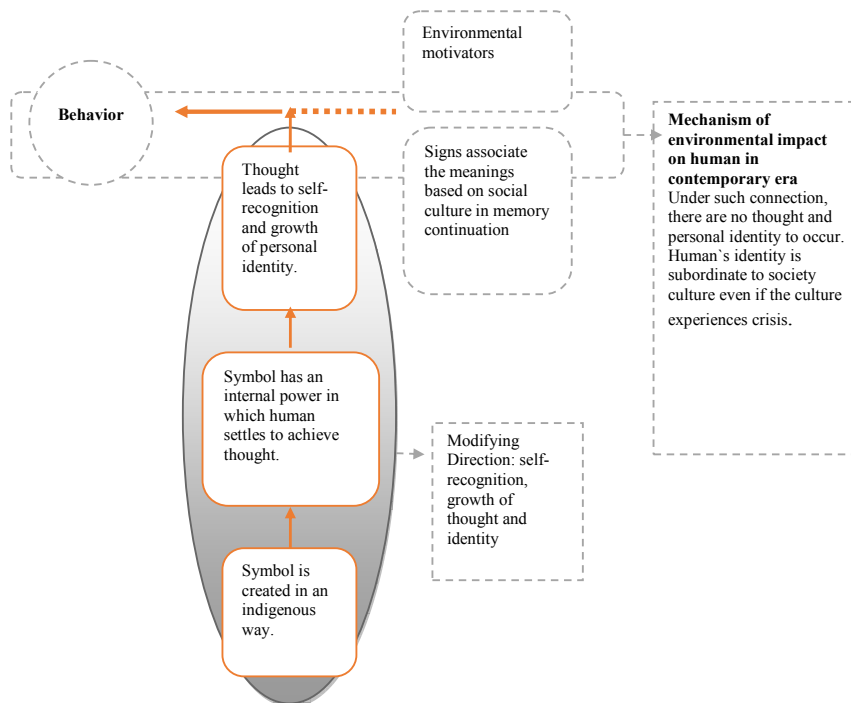 Environmental
motivators
Behavior
Signs associate
the meanings
based on social
culture in memory
continuation
Mechanism of
environmental impact
on human in
contemporary era
Under such connection,
there are no thought and
personal identity to occur.
Human`s identity is
subordinate to society
culture even if the culture
experiences crisis.
Thought
leads to self-
recognition
and growth
of personal
identity.
Symbol has an
internal power in
which human
settles to achieve
thought.
Modifying
Direction: self-
recognition,
growth of
thought and
identity
Symbol is
created in an
indigenous
way.